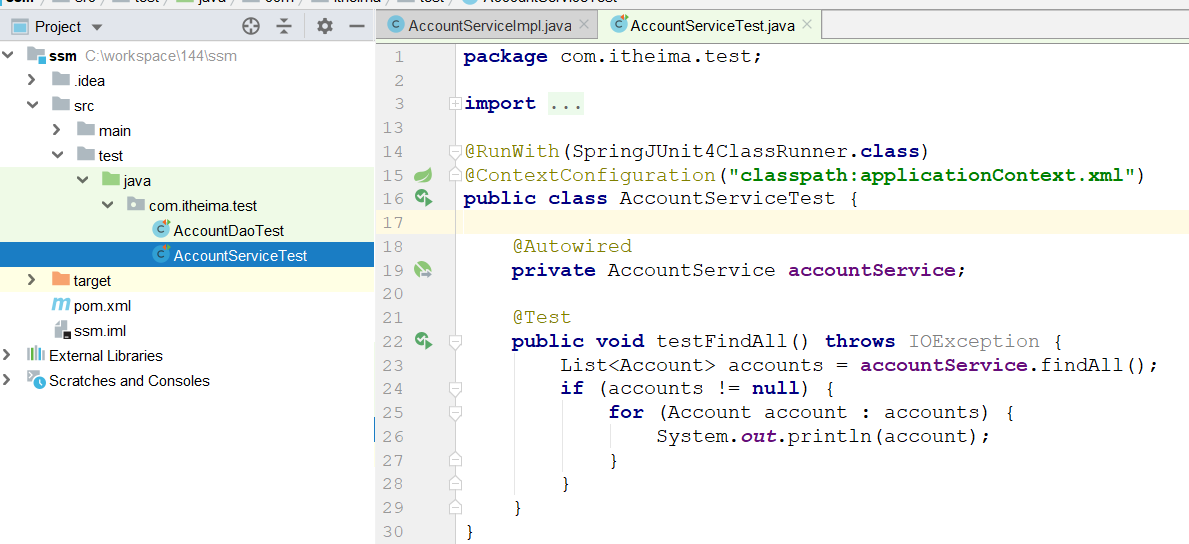 Project
ssm C:\workspace\144\ssm
.idea
src
main
test
java
com.itheima.test
AccountDaoTest
AccountServiceTest
target
pom.xml
ssm.iml
External Libraries
Scratches and Consoles
AccountServiceImpl.java
AccountServiceTest.java
1 package com.itheima.test;
2
3 import ...
13
14 @RunWith(SpringJUnit4ClassRunner.class)
15 @ContextConfiguration("classpath:applicationContext.xml")
16 public class AccountServiceTest {
17
18 @Autowired
19 private AccountService accountService;
20
21 @Test
22 public void testFindAll() throws IOException {
23 List<Account> accounts = accountService.findAll();
24 if (accounts != null) {
25 for (Account account : accounts) {
26 System.out.println(account);
27 }
28 }
29 }
30 }